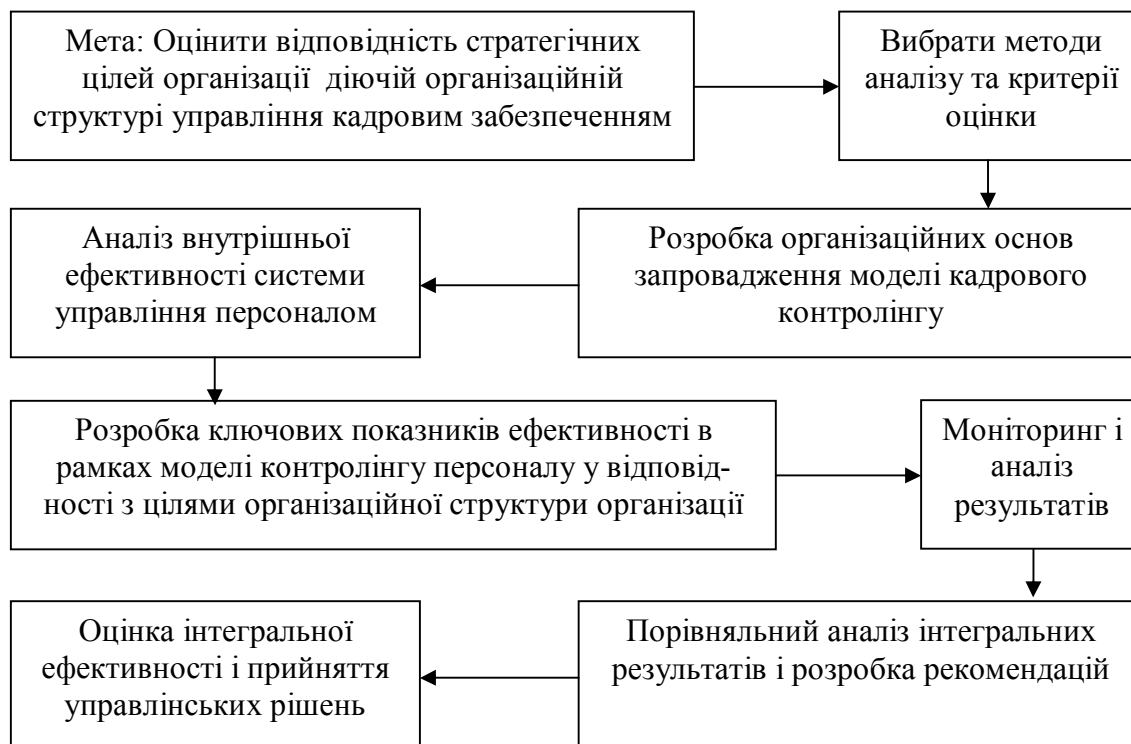 Мета: Оцінити відповідність стратегічних
цілей організації діючій організаційній
структурі управління кадровим забезпеченням
Вибрати методи
аналізу та критерії
оцінки
Розробка організаційних основ
запровадження моделі кадрового
контролінгу
Аналіз внутрішньої
ефективності системи
управління персоналом
Розробка ключових показників ефективності в
рамках моделі контролінгу персоналу у відповід-
ності з цілями організаційної структури організації
Моніторинг і
аналіз
результатів
Порівняльний аналіз інтегральних
результатів і розробка рекомендацій
Оцінка інтегральної
ефективності і прийняття
управлінських рішень